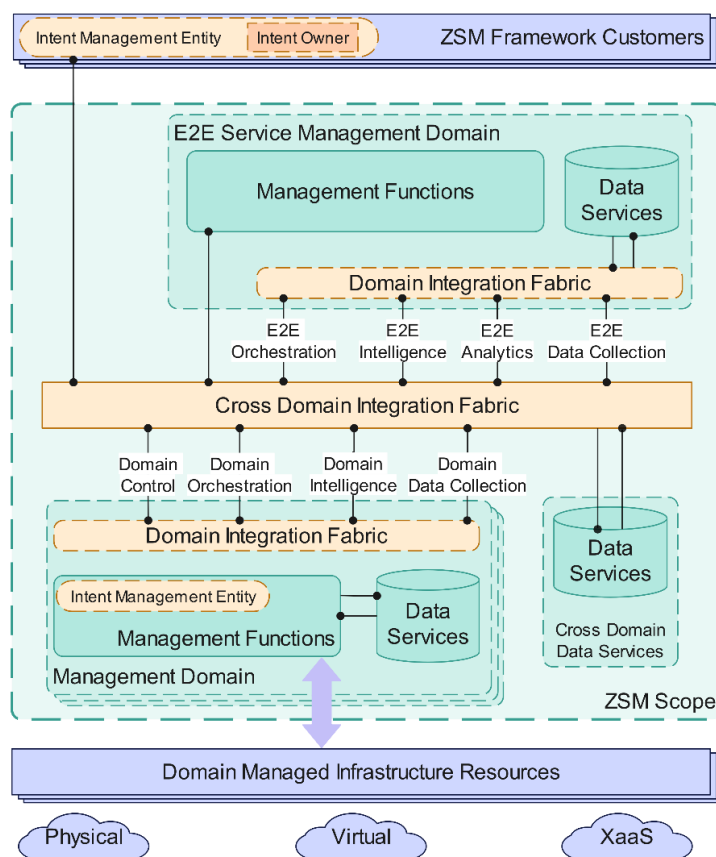 Intent Management Entity
Intent Owner
ZSM Framework Customers
E2E Service Management Domain
Management Functions
Data
Services
Domain Integration Fabric
E2E
Orchestration
E2E
Intelligence
E2E
Analytics
E2E
Data Collection
Cross Domain Integration Fabric
Domain
Control
Domain
Orchestration
Domain
Intelligence
Domain
Data Collection
Domain Integration Fabric
Data
Services
Intent Management Entity
Management Functions
Data
Services
Cross Domain
Data Services
Management Domain
ZSM Scope
Domain Managed Infrastructure Resources
Physical
Virtual
XaaS